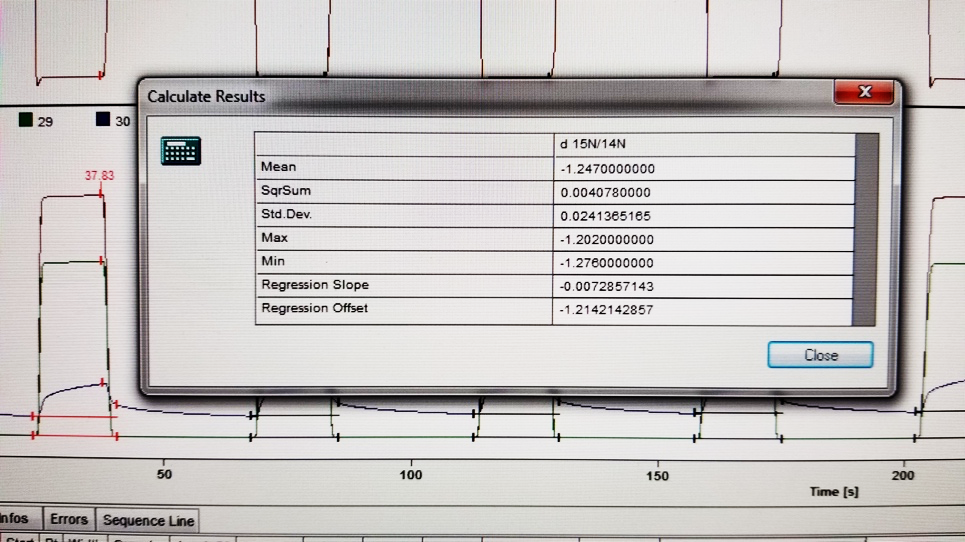 Calculate Results
29 30
37.83
d 15N/14N
Mean -1.2470000000
SqrSum 0.0040780000
Std.Dev. 0.0241365165
Max -1.2020000000
Min -1.2760000000
Regression Slope -0.0072857143
Regression Offset -1.2142142857
Close
50 100 150 200
Time [s]
nfos Errors Sequence Line